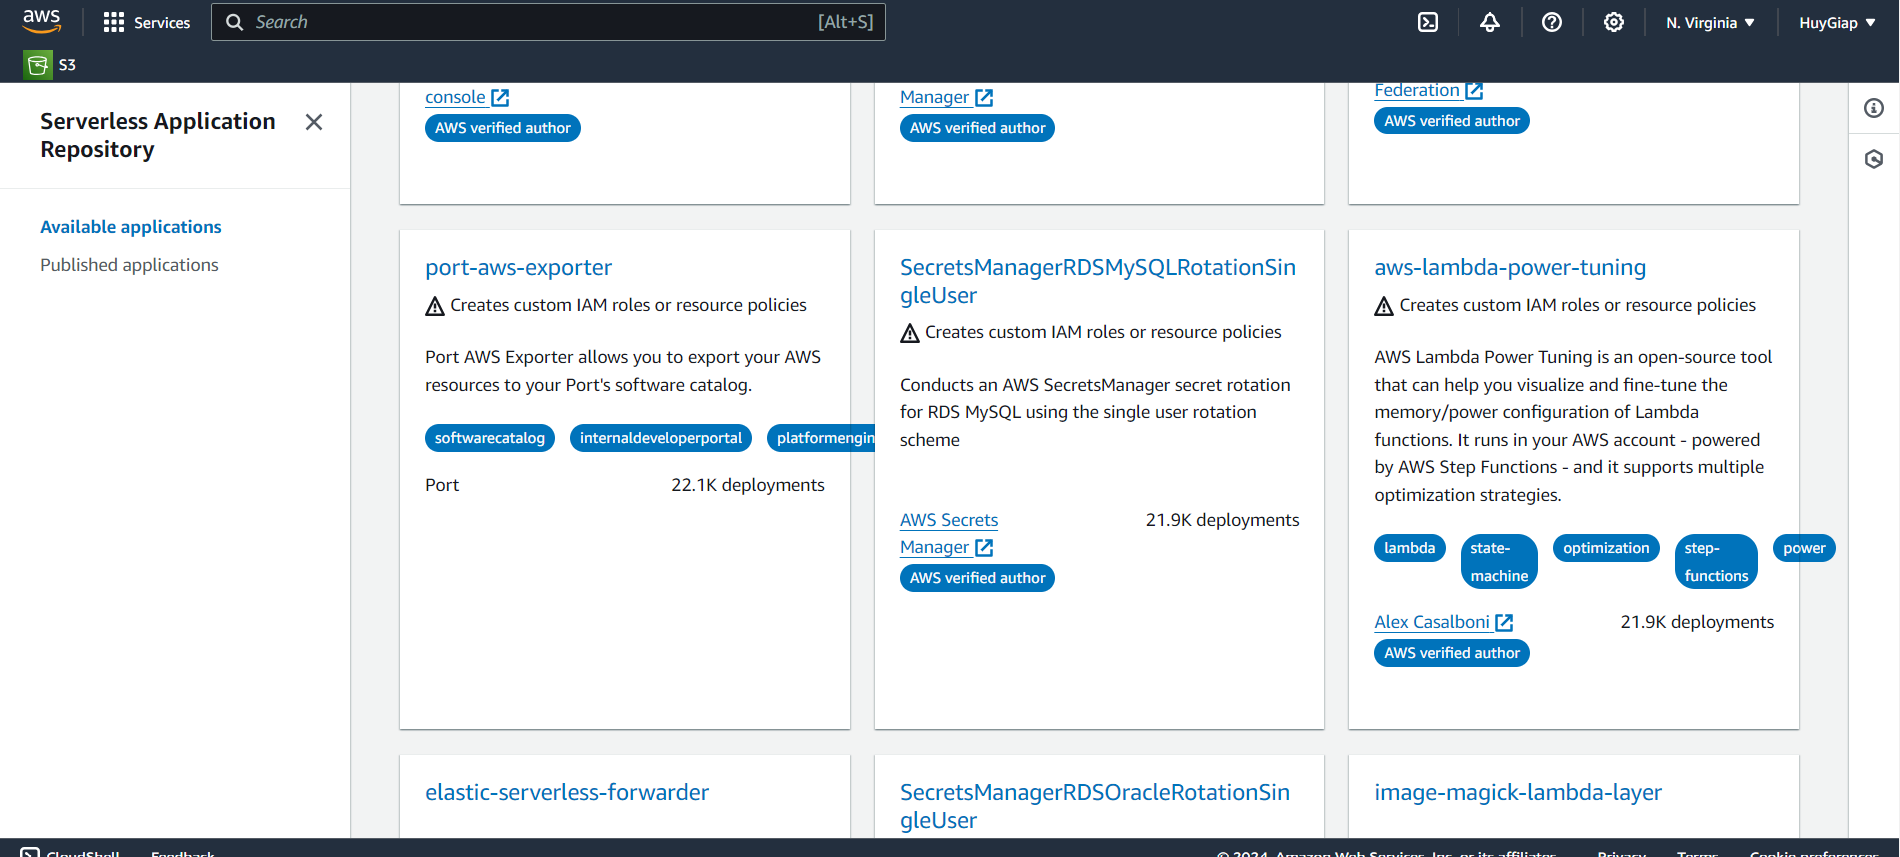 aws
Services
Search
[Alt+S]
N. Virginia
HuyGiap
S3
Serverless Application
Repository
Available applications
Published applications
console
AWS verified author
Manager
AWS verified author
Federation
AWS verified author
port-aws-exporter
Creates custom IAM roles or resource policies
Port AWS Exporter allows you to export your AWS
resources to your Port's software catalog.
softwarecatalog internaldeveloperportal platformengin
Port 22.1K deployments
SecretsManagerRDSMySQLRotationSin
gleUser
Creates custom IAM roles or resource policies
Conducts an AWS SecretsManager secret rotation
for RDS MySQL using the single user rotation
scheme
AWS Secrets 21.9K deployments
Manager
AWS verified author
aws-lambda-power-tuning
Creates custom IAM roles or resource policies
AWS Lambda Power Tuning is an open-source tool
that can help you visualize and fine-tune the
memory/power configuration of Lambda
functions. It runs in your AWS account - powered
by AWS Step Functions - and it supports multiple
optimization strategies.
lambda state- optimization step- power
machine functions
Alex Casalboni 21.9K deployments
AWS verified author
elastic-serverless-forwarder
SecretsManagerRDSOracleRotationSin
gleUser
image-magick-lambda-layer
CloudShell Feedback © 2024, Amazon Web Services, Inc. or its affiliates. Privacy Terms Cookie preferences